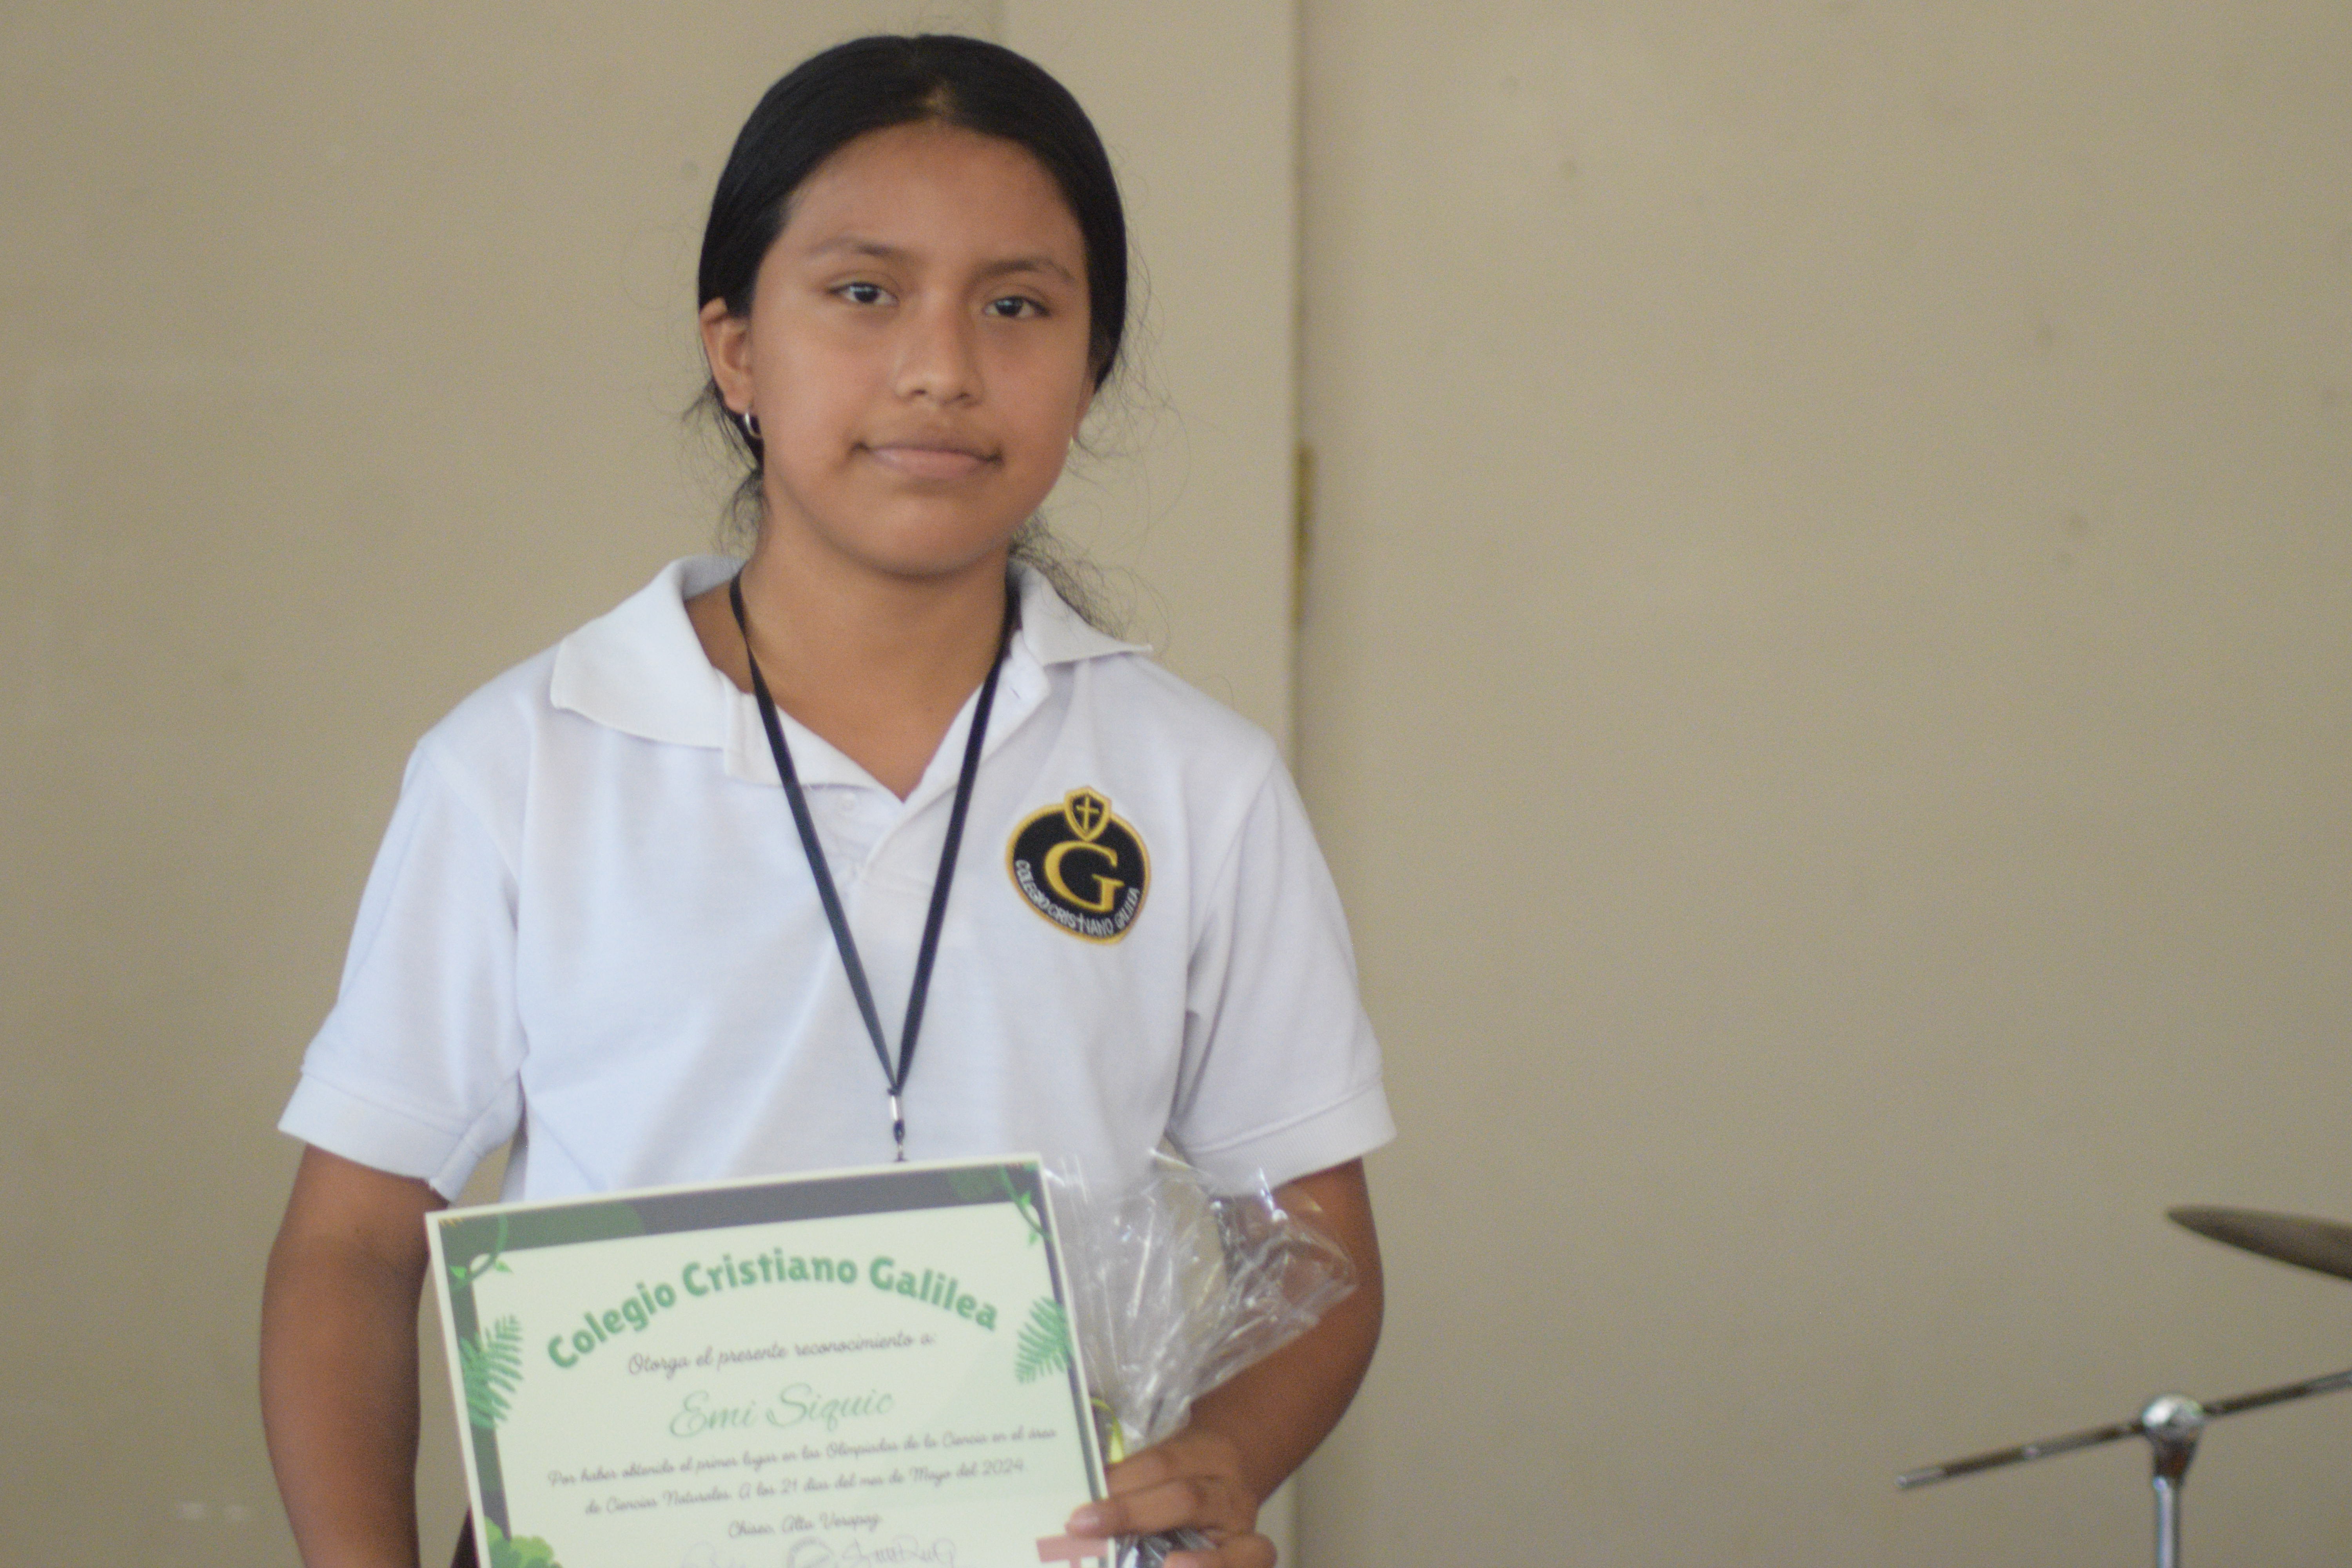 G
COLEGIO CRISTIANO GALILEA
Colegio Cristiano Galilea
Otorga el presente reconocimiento a:
Emi Siquic
Por haber obtenido el primer lugar en las Olimpiadas de la Ciencia en el área
de Ciencias Naturales. A los 21 días del mes de Mayo del 2024.
Chisec, Alta Verapaz.